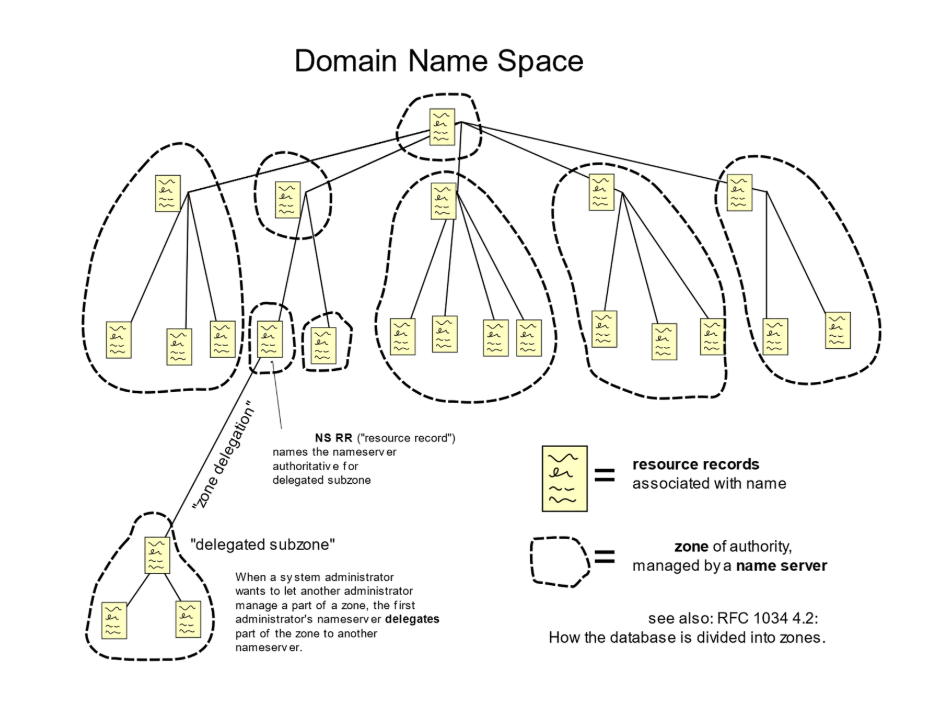 Domain Name Space
"zone delegation"
NS RR ("resource record")
names the nameserver
authoritative for
delegated subzone
resource records
associated with name
zone of authority,
managed by a name server
"delegated subzone"
When a system administrator
wants to let another administrator
manage a part of a zone, the first
administrator's nameserver delegates
part of the zone to another
nameserver.
see also: RFC 1034 4.2:
How the database is divided into zones.